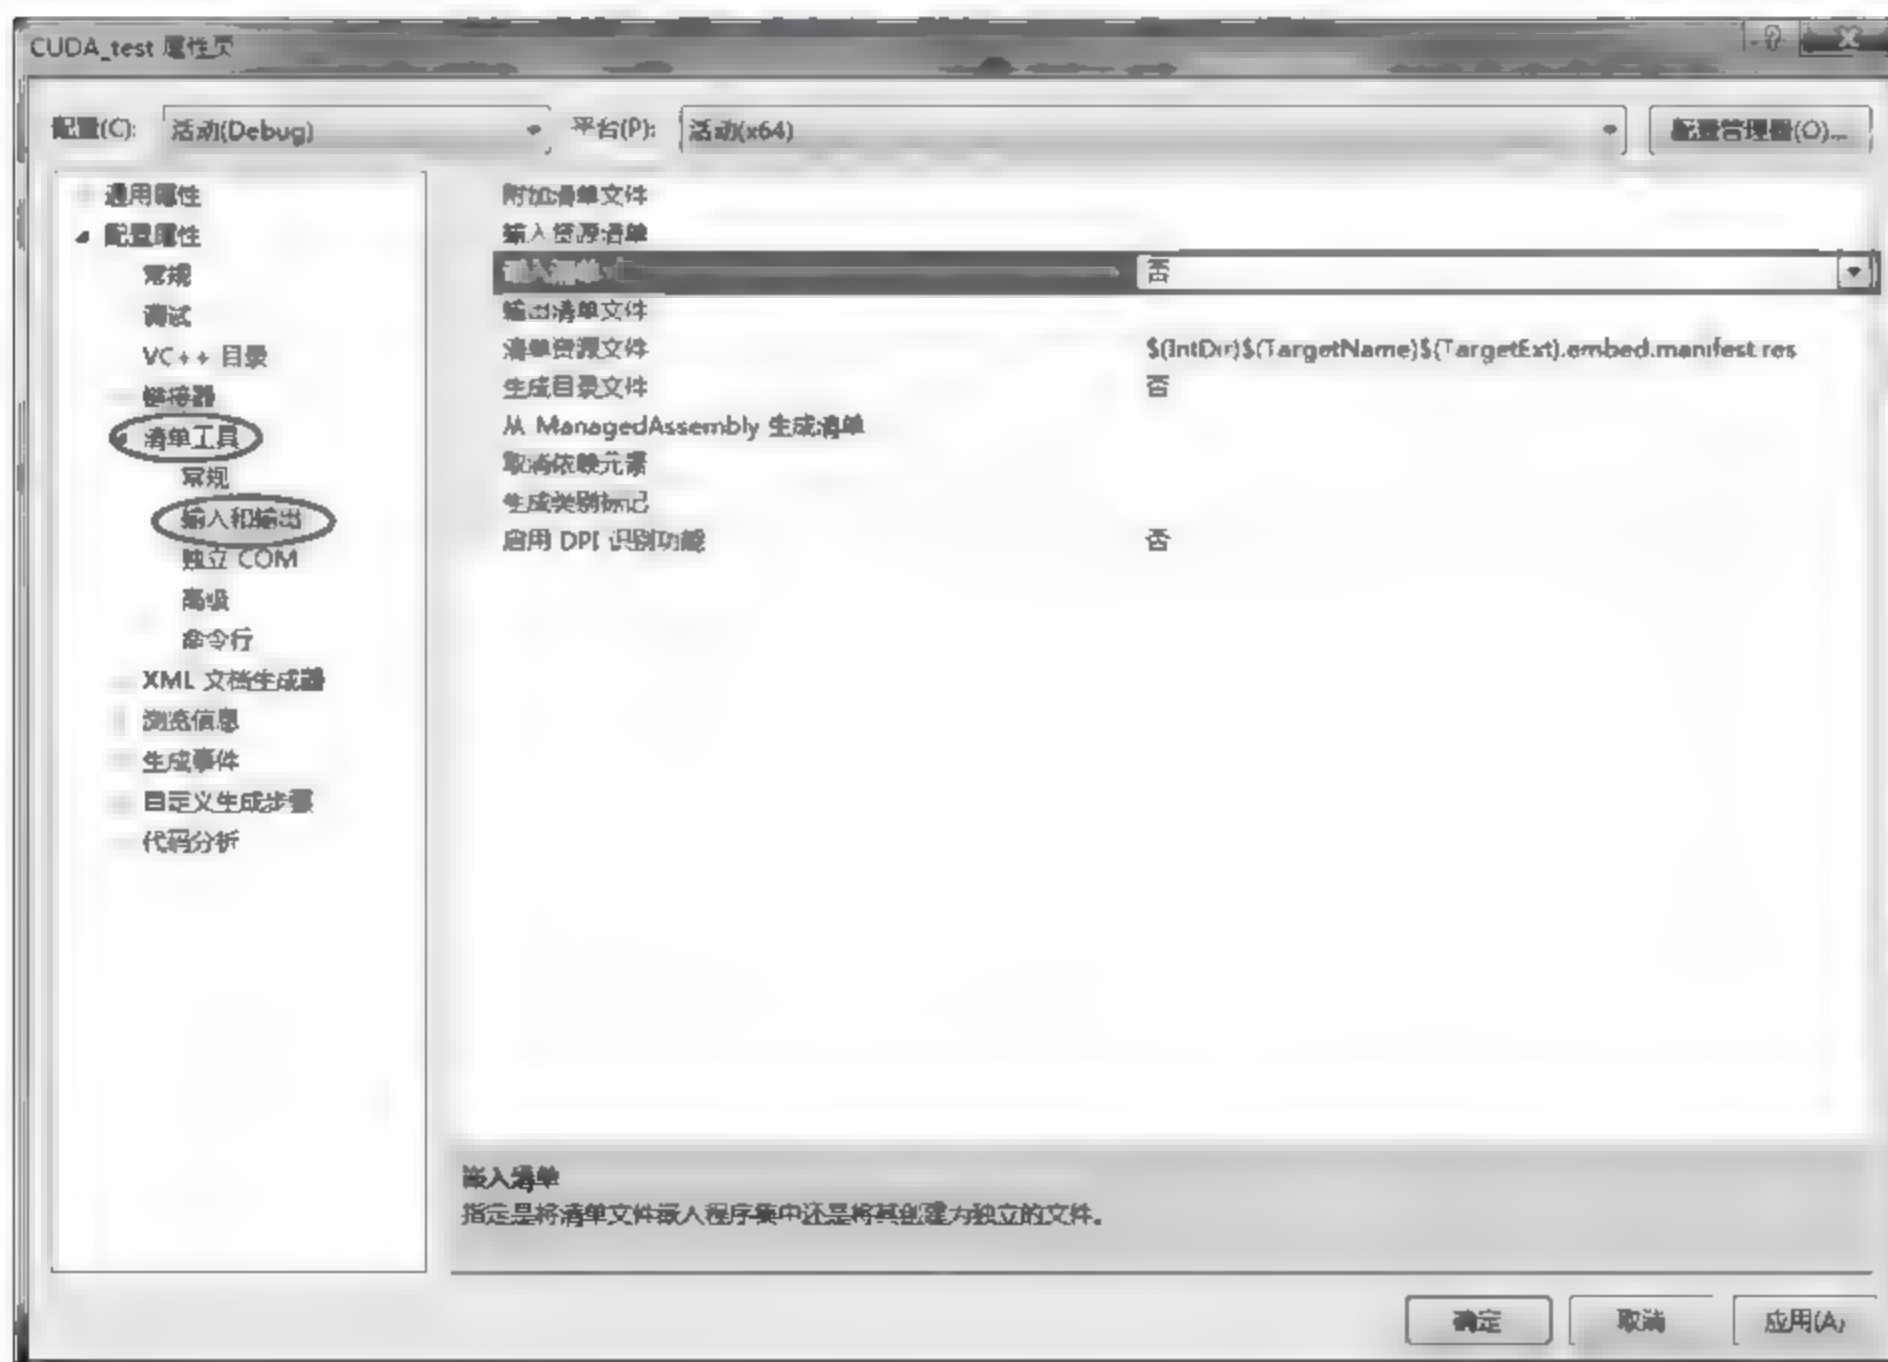 CUDA_test 属性页
配置(C): 活动(Debug) 平台(P): 活动(x64) 配置管理器(O)...
通用属性
配置属性
常规
调试
VC++ 目录
链接器
清单工具
常规
输入和输出
独立 COM
高级
命令行
XML 文档生成器
浏览信息
生成事件
自定义生成步骤
代码分析
附加清单文件
输入资源清单
嵌入清单 否
输出清单文件
清单资源文件 $(IntDir)$(TargetName)$(TargetExt).embed.manifest.res
生成目录文件 否
从 ManagedAssembly 生成清单
取消依赖元素
生成类别标记
启用 DPI 识别功能 否
嵌入清单
指定是将清单文件嵌入程序集中还是将其创建为独立的文件。
确定 取消 应用(A)